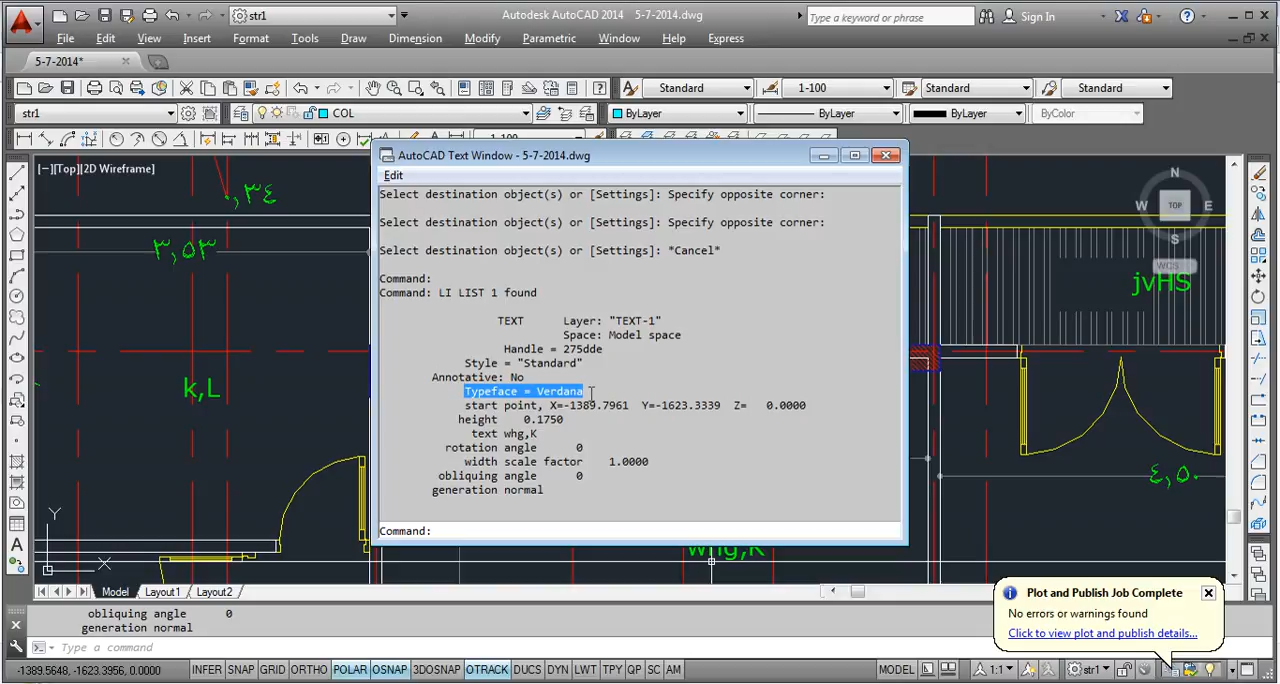 str1
Autodesk AutoCAD 2014 5-7-2014.dwg
Type a keyword or phrase
Sign In
File Edit View Insert Format Tools Draw Dimension Modify Parametric Window Help Express
5-7-2014*
Standard 1-100 Standard Standard
str1 COL ByLayer ByLayer ByLayer ByColor
1-100
[−][Top][2D Wireframe]
AutoCAD Text Window - 5-7-2014.dwg
Edit
Select destination object(s) or [Settings]: Specify opposite corner:
Select destination object(s) or [Settings]: Specify opposite corner:
Select destination object(s) or [Settings]: *Cancel*
Command:
Command: LI LIST 1 found
TEXT Layer: "TEXT-1"
Space: Model space
Handle = 275dde
Style = "Standard"
Annotative: No
Typeface = Verdana
start point, X=-1389.7961 Y=-1623.3339 Z= 0.0000
height 0.1750
text whg,K
rotation angle 0
width scale factor 1.0000
obliquing angle 0
generation normal
Command:
٠,٣٤
٣,٥٣
k,L
N
W TOP E
S
WCS
jvHS
٤,٥٠
whg,K
Y
X
Model Layout1 Layout2
obliquing angle 0
generation normal
Type a command
Plot and Publish Job Complete
No errors or warnings found
Click to view plot and publish details...
-1389.5648, -1623.3956, 0.0000
INFER SNAP GRID ORTHO POLAR OSNAP 3DOSNAP OTRACK DUCS DYN LWT TPY QP SC AM
MODEL 1:1 str1